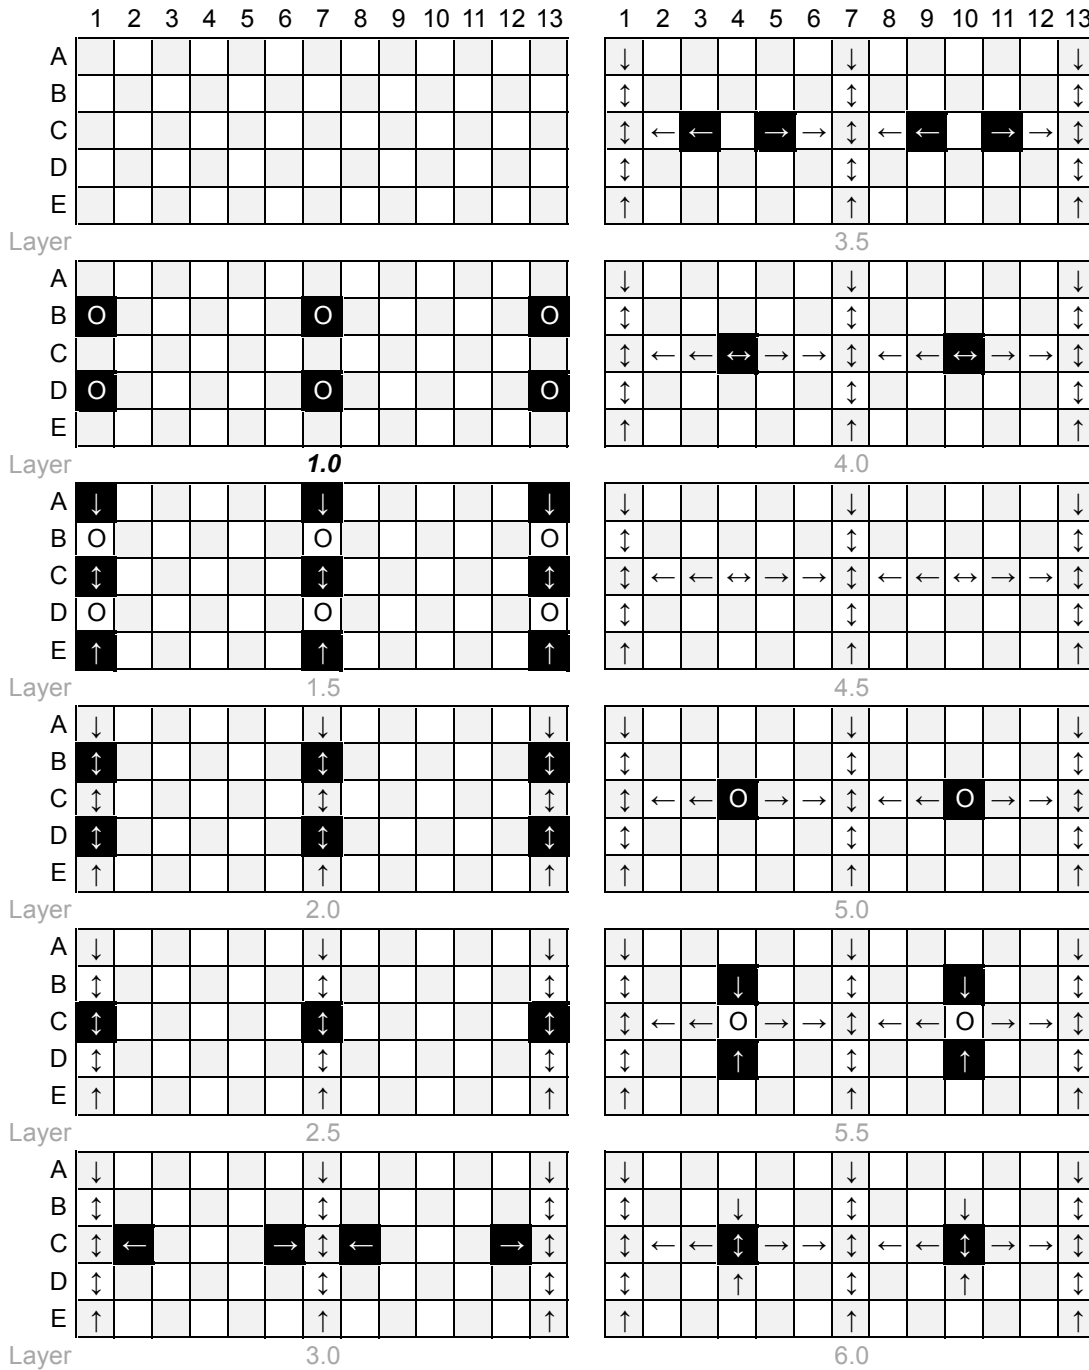 1 2 3 4 5 6 7 8 9 10 11 12 13
A
B
C
D
E
Layer
A
B O O O
C
D O O O
E
Layer 1.0
A ↓ ↓ ↓
B O O O
C ↕ ↕ ↕
D O O O
E ↑ ↑ ↑
Layer 1.5
A ↓ ↓ ↓
B ↕ ↕ ↕
C ↕ ↕ ↕
D ↕ ↕ ↕
E ↑ ↑ ↑
Layer 2.0
A ↓ ↓ ↓
B ↕ ↕ ↕
C ↕ ↕ ↕
D ↕ ↕ ↕
E ↑ ↑ ↑
Layer 2.5
A ↓ ↓ ↓
B ↕ ↕ ↕
C ↕ ← → ↕ ← → ↕
D ↕ ↕ ↕
E ↑ ↑ ↑
Layer 3.0
1 2 3 4 5 6 7 8 9 10 11 12 13
↓ ↓ ↓
↕ ↕ ↕
↕ ← ← → → ↕ ← ← → → ↕
↕ ↕ ↕
↑ ↑ ↑
3.5
↓ ↓ ↓
↕ ↕ ↕
↕ ← ← ↔ → → ↕ ← ← ↔ → → ↕
↕ ↕ ↕
↑ ↑ ↑
4.0
↓ ↓ ↓
↕ ↕ ↕
↕ ← ← ↔ → → ↕ ← ← ↔ → → ↕
↕ ↕ ↕
↑ ↑ ↑
4.5
↓ ↓ ↓
↕ ↕ ↕
↕ ← ← O → → ↕ ← ← O → → ↕
↕ ↕ ↕
↑ ↑ ↑
5.0
↓ ↓ ↓
↕ ↓ ↕ ↓ ↕
↕ ← ← O → → ↕ ← ← O → → ↕
↕ ↑ ↕ ↑ ↕
↑ ↑ ↑
5.5
↓ ↓ ↓
↕ ↓ ↕ ↓ ↕
↕ ← ← ↕ → → ↕ ← ← ↕ → → ↕
↕ ↑ ↕ ↑ ↕
↑ ↑ ↑
6.0